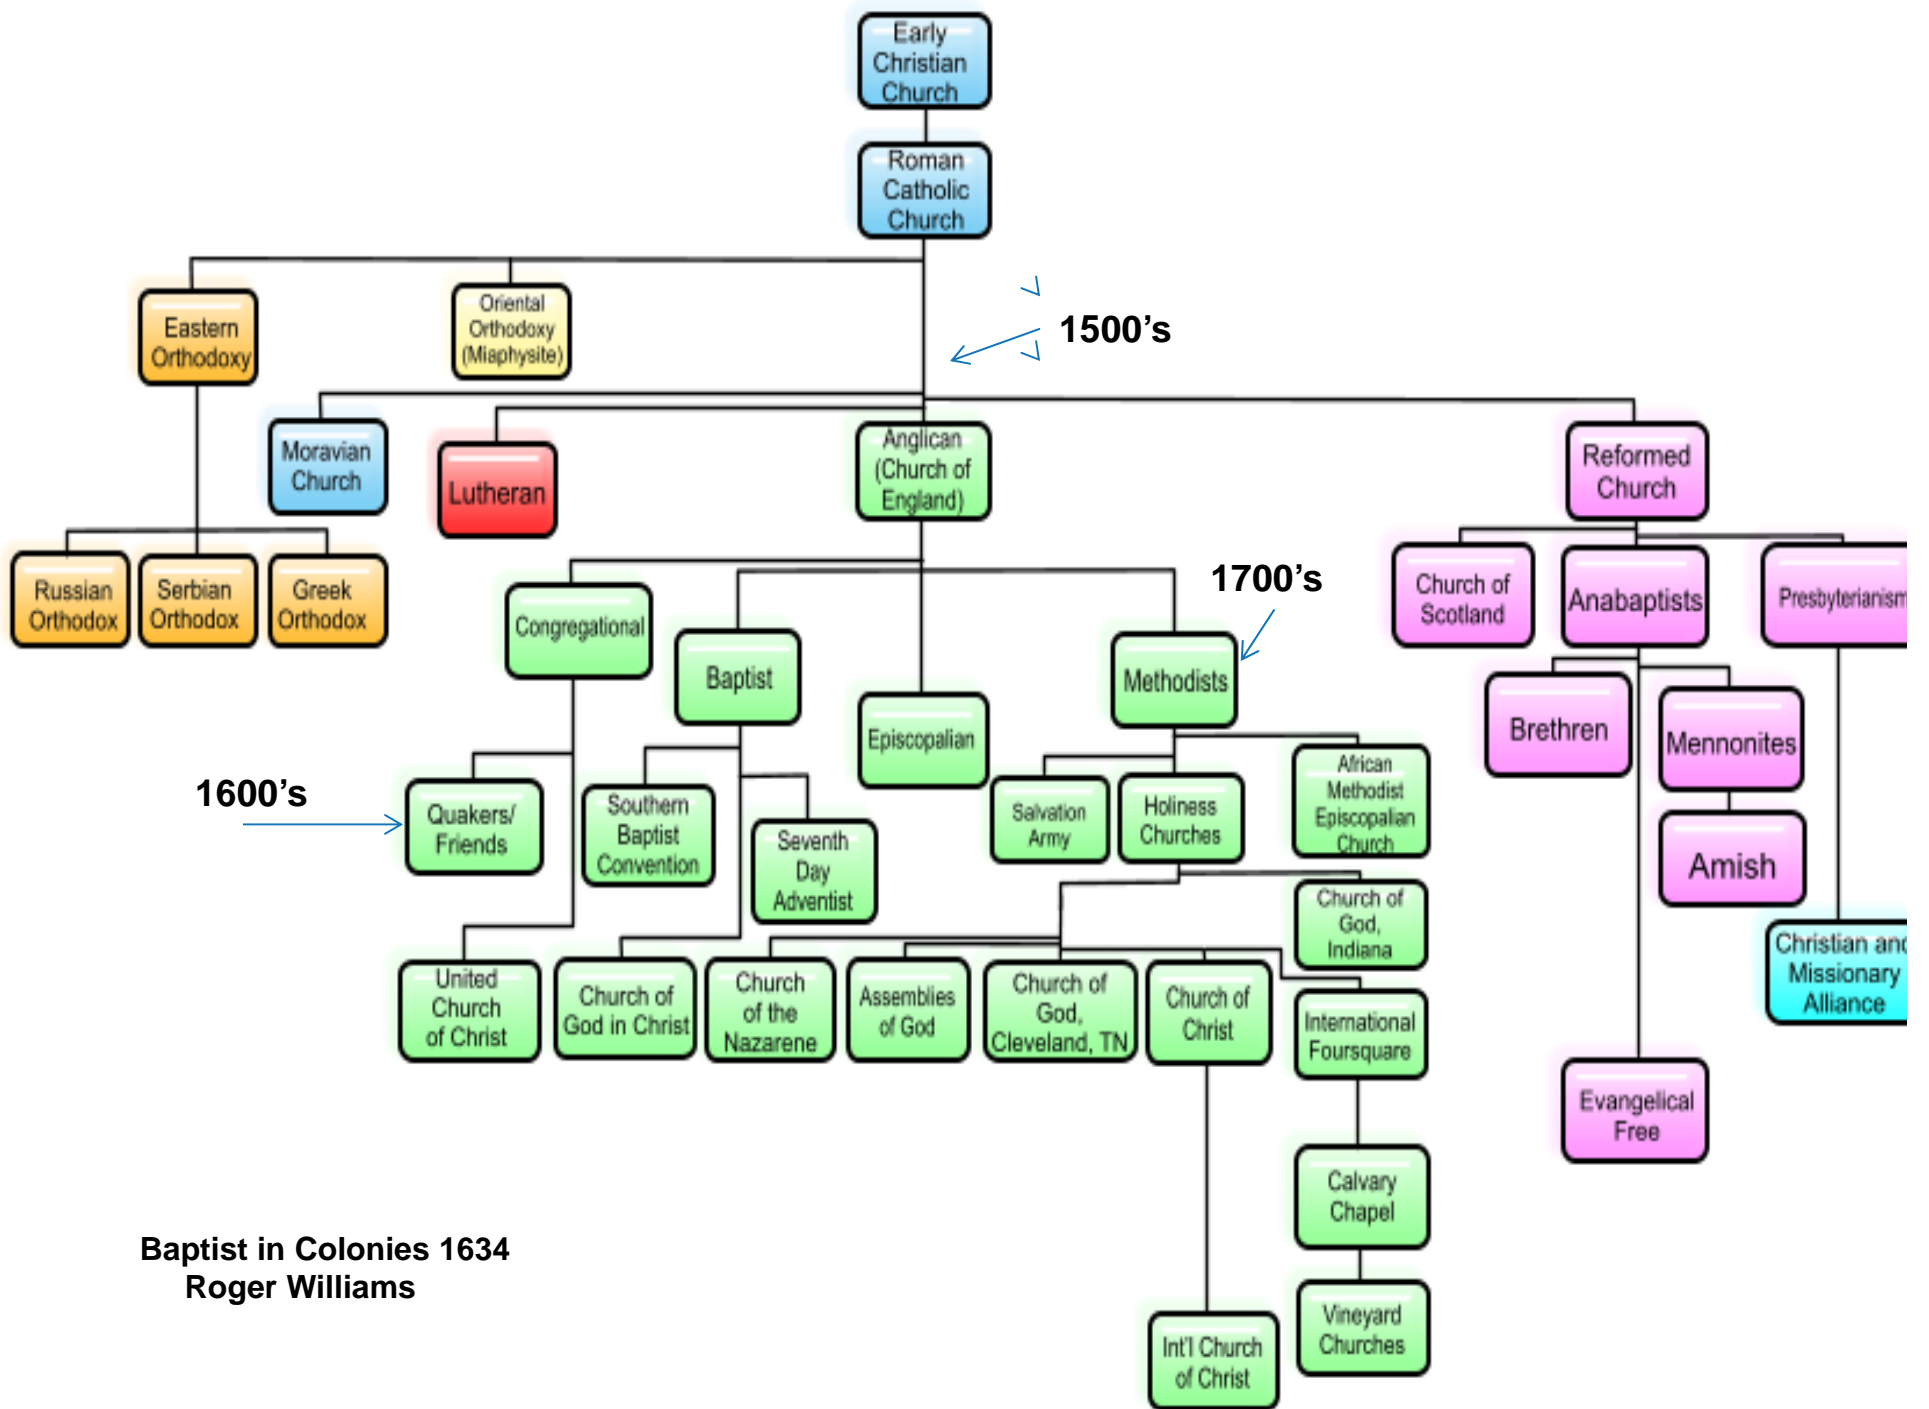 Early
Christian
Church
Roman
Catholic
Church
Eastern
Orthodoxy
Oriental
Orthodoxy
(Miaphysite)
1500’s
Moravian
Church
Lutheran
Anglican
(Church of
England)
Reformed
Church
Russian
Orthodox
Serbian
Orthodox
Greek
Orthodox
Congregational
Baptist
Episcopalian
1700’s
Methodists
Church of
Scotland
Anabaptists
Presbyterianism
Brethren
Mennonites
Amish
1600’s
Quakers/
Friends
Southern
Baptist
Convention
Seventh
Day
Adventist
Salvation
Army
Holiness
Churches
African
Methodist
Episcopalian
Church
Church of
God,
Indiana
Christian and
Missionary
Alliance
United
Church
of Christ
Church of
God in Christ
Church
of the
Nazarene
Assemblies
of God
Church of
God,
Cleveland, TN
Church of
Christ
International
Foursquare
Evangelical
Free
Calvary
Chapel
Vineyard
Churches
Int'l Church
of Christ
Baptist in Colonies 1634
Roger Williams